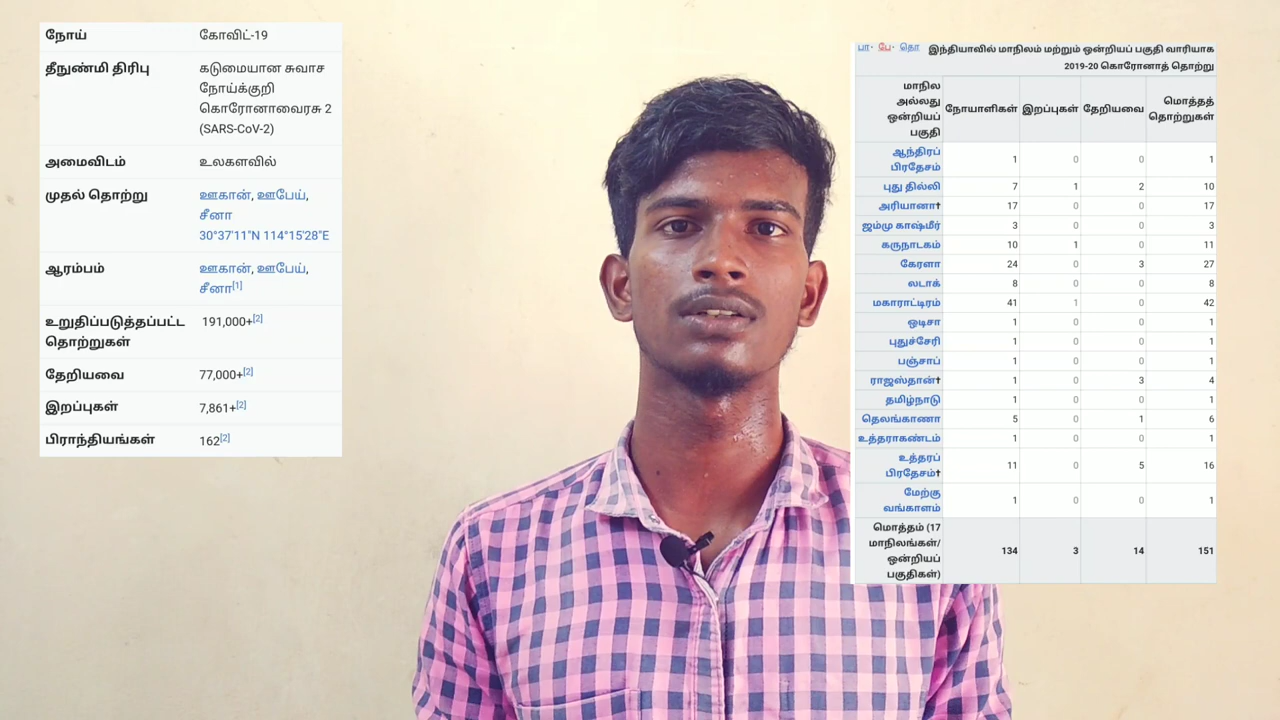 நோய் கோவிட்-19
தீநுண்மி திரிபு கடுமையான சுவாச
நோய்க்குறி
கொரோனாவைரசு 2
(SARS-CoV-2)
அமைவிடம் உலகளவில்
முதல் தொற்று ஊகான், ஊபேய்,
சீனா
30°37'11"N 114°15'28"E
ஆரம்பம் ஊகான், ஊபேய்,
சீனா[1]
உறுதிப்படுத்தப்பட்ட 191,000+[2]
தொற்றுகள்
தேறியவை 77,000+[2]
இறப்புகள் 7,861+[2]
பிராந்தியங்கள் 162[2]
பா· பே· தொ இந்தியாவில் மாநிலம் மற்றும் ஒன்றியப் பகுதி வாரியாக
2019-20 கொரோனாத் தொற்று
மாநில
அல்லது
ஒன்றியப்
பகுதி
நோயாளிகள் இறப்புகள் தேறியவை மொத்தத்
தொற்றுகள்
ஆந்திரப்
பிரதேசம் 1 0 0 1
புது தில்லி 7 1 2 10
அரியானா† 17 0 0 17
ஜம்மு காஷ்மீர் 3 0 0 3
கருநாடகம் 10 1 0 11
கேரளா 24 0 3 27
லடாக் 8 0 0 8
மகாராட்டிரம் 41 1 0 42
ஒடிசா 1 0 0 1
புதுச்சேரி 1 0 0 1
பஞ்சாப் 1 0 0 1
ராஜஸ்தான்† 1 0 3 4
தமிழ்நாடு 1 0 0 1
தெலங்காணா 5 0 1 6
உத்தராகண்டம் 1 0 0 1
உத்தரப்
பிரதேசம்† 11 0 5 16
மேற்கு
வங்காளம் 1 0 0 1
மொத்தம் (17
மாநிலங்கள்/
ஒன்றியப்
பகுதிகள்) 134 3 14 151